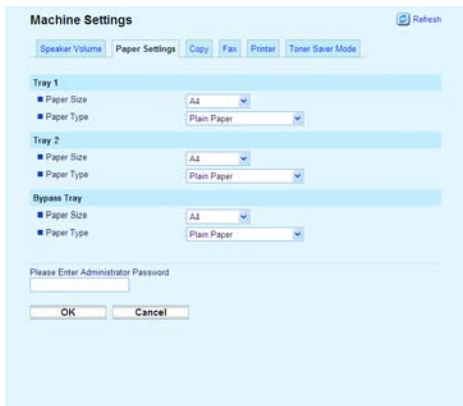 Machine Settings Refresh
Speaker Volume Paper Settings Copy Fax Printer Toner Saver Mode
Tray 1
Paper Size A4
Paper Type Plain Paper
Tray 2
Paper Size A4
Paper Type Plain Paper
Bypass Tray
Paper Size A4
Paper Type Plain Paper
Please Enter Administrator Password
OK Cancel